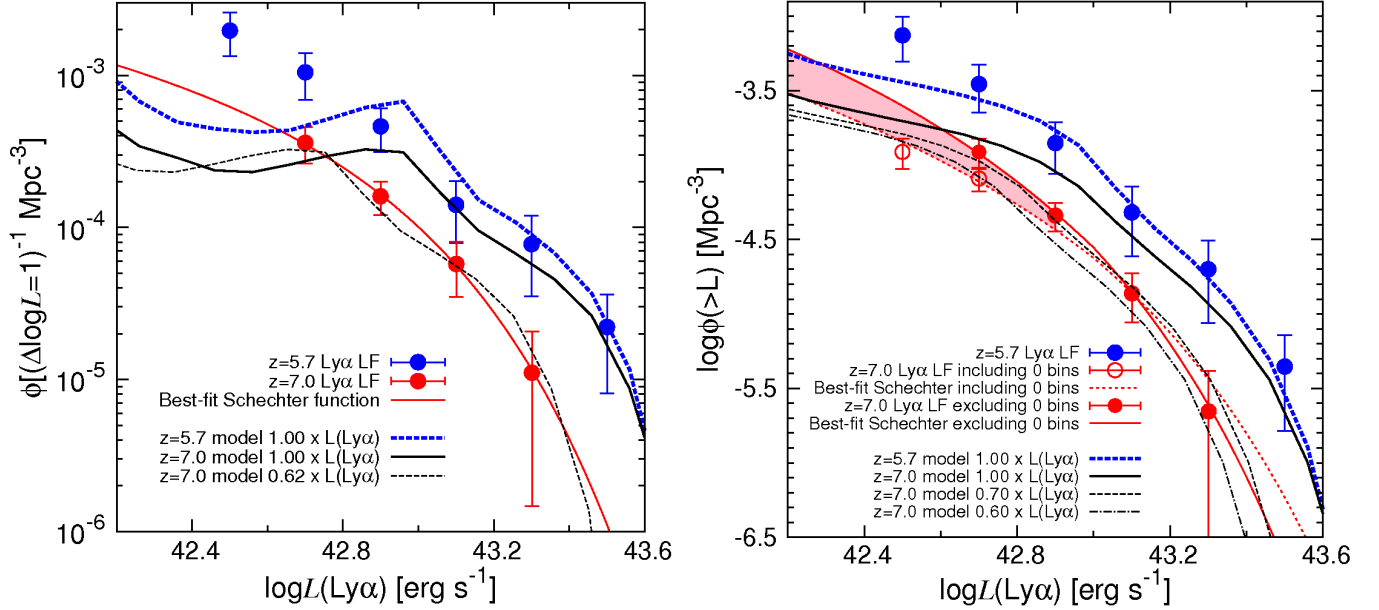 10⁻³
10⁻⁴
10⁻⁵
10⁻⁶
ϕ[(ΔlogL=1)⁻¹ Mpc⁻³]
z=5.7 Lyα LF
z=7.0 Lyα LF
Best-fit Schechter function
z=5.7 model 1.00 x L(Lyα)
z=7.0 model 1.00 x L(Lyα)
z=7.0 model 0.62 x L(Lyα)
42.4 42.8 43.2 43.6
logL(Lyα) [erg s⁻¹]
-3.5
-4.5
-5.5
-6.5
logϕ(>L) [Mpc⁻³]
z=5.7 Lyα LF
z=7.0 Lyα LF including 0 bins
Best-fit Schechter including 0 bins
z=7.0 Lyα LF excluding 0 bins
Best-fit Schechter excluding 0 bins
z=5.7 model 1.00 x L(Lyα)
z=7.0 model 1.00 x L(Lyα)
z=7.0 model 0.70 x L(Lyα)
z=7.0 model 0.60 x L(Lyα)
42.4 42.8 43.2 43.6
logL(Lyα) [erg s⁻¹]